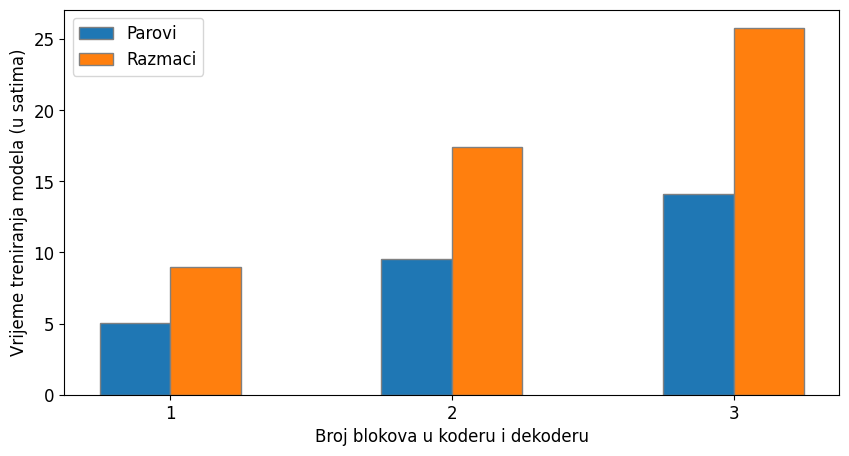 Parovi
Razmaci
Vrijeme treniranja modela (u satima)
25
20
15
10
5
0
1 2 3
Broj blokova u koderu i dekoderu